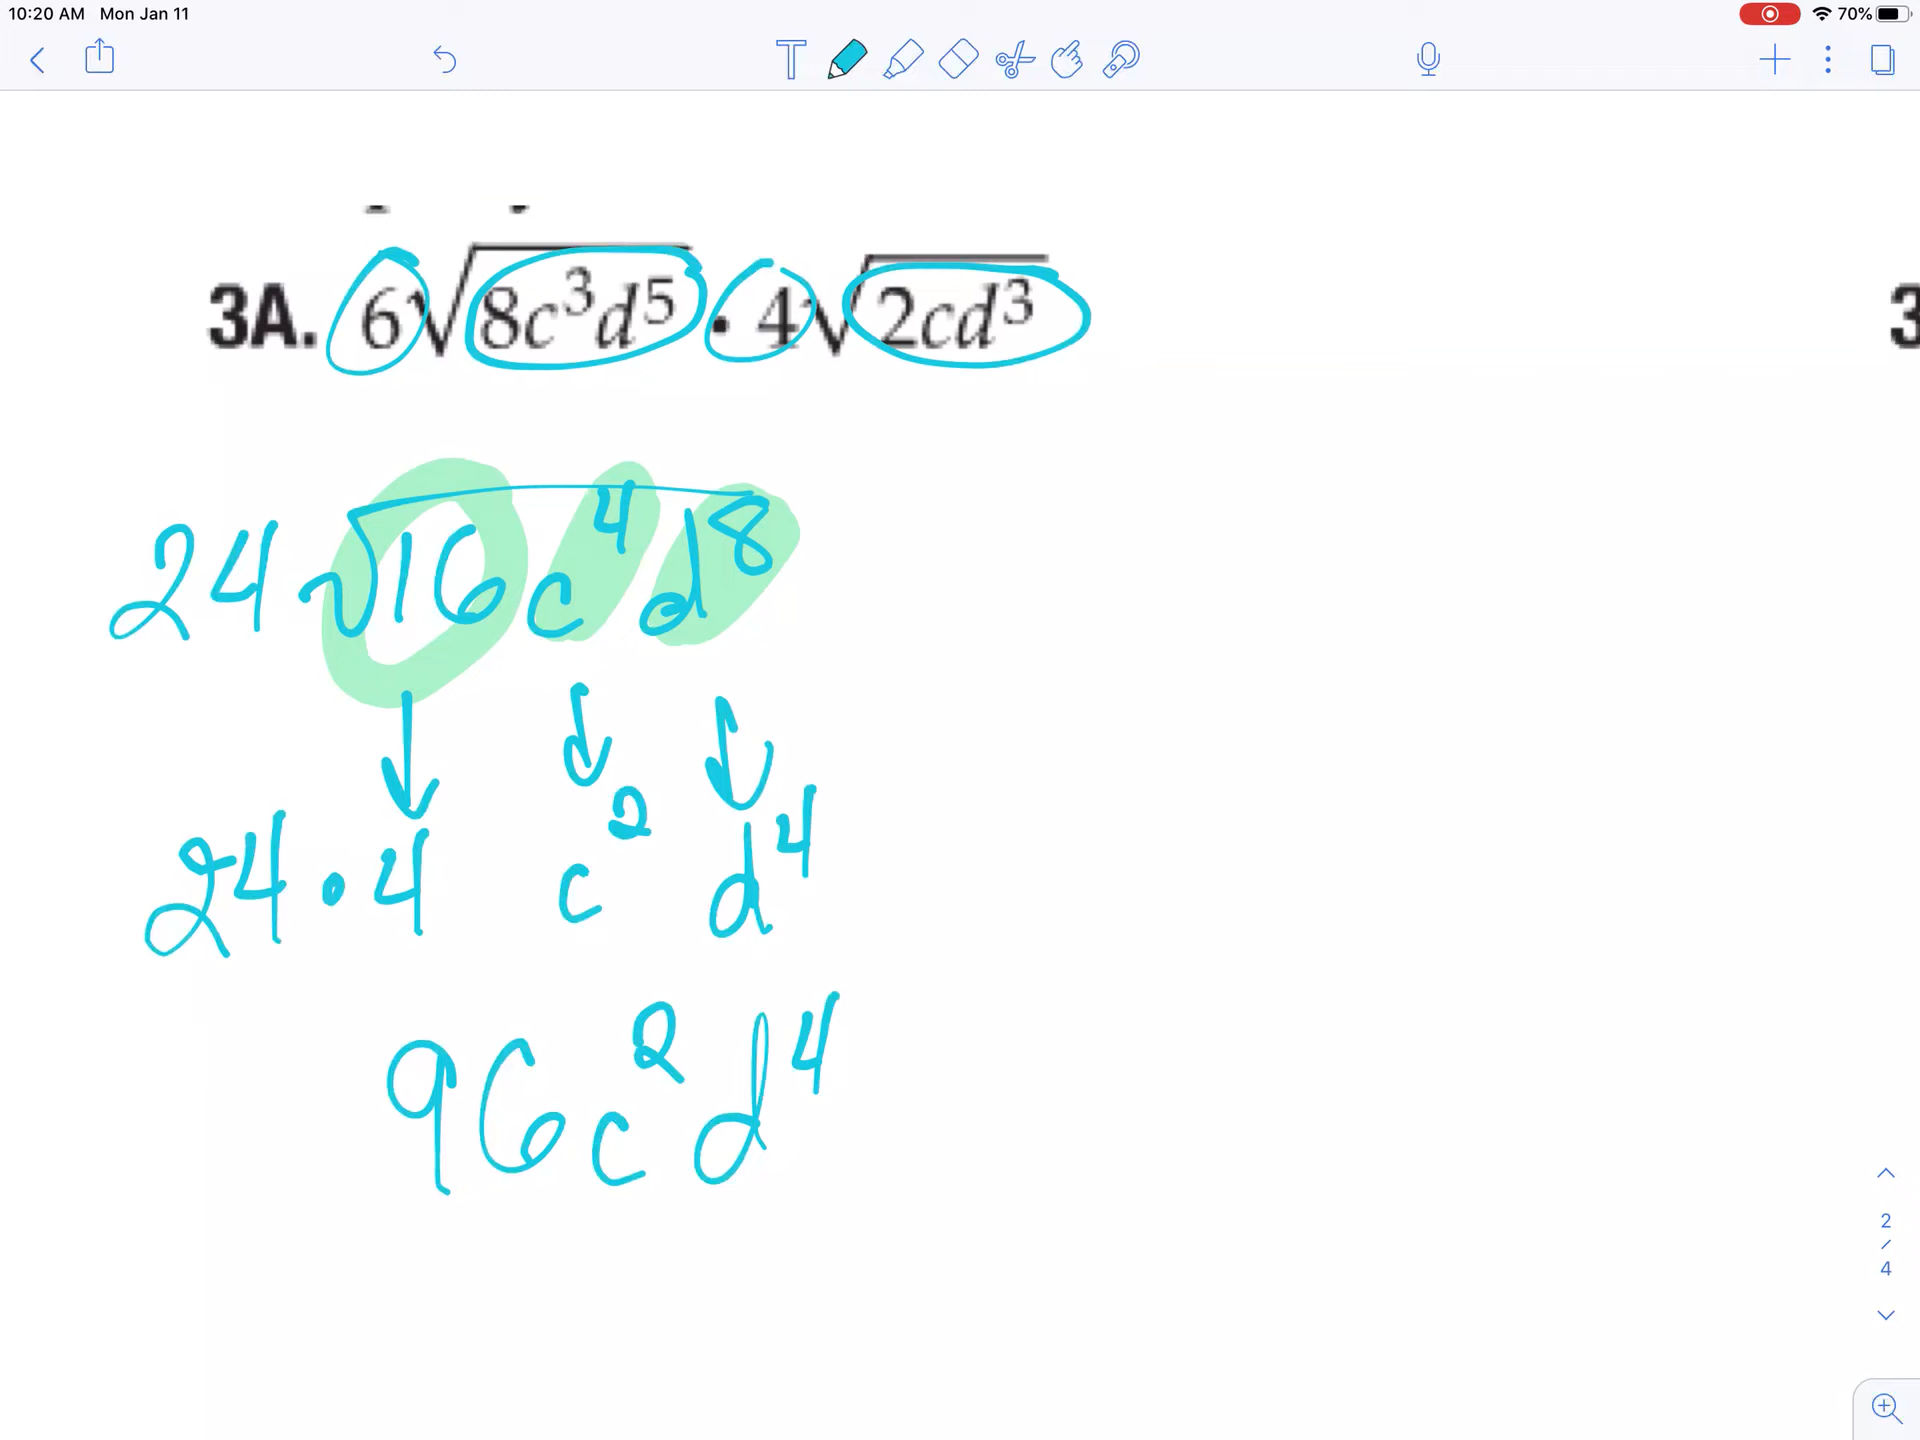 10:20 AM Mon Jan 11 70%
T
3A. 6√8c³d⁵ · 4√2cd³
3
24√16c⁴d⁸
24 · 4 c² d⁴
96c²d⁴
2
/
4